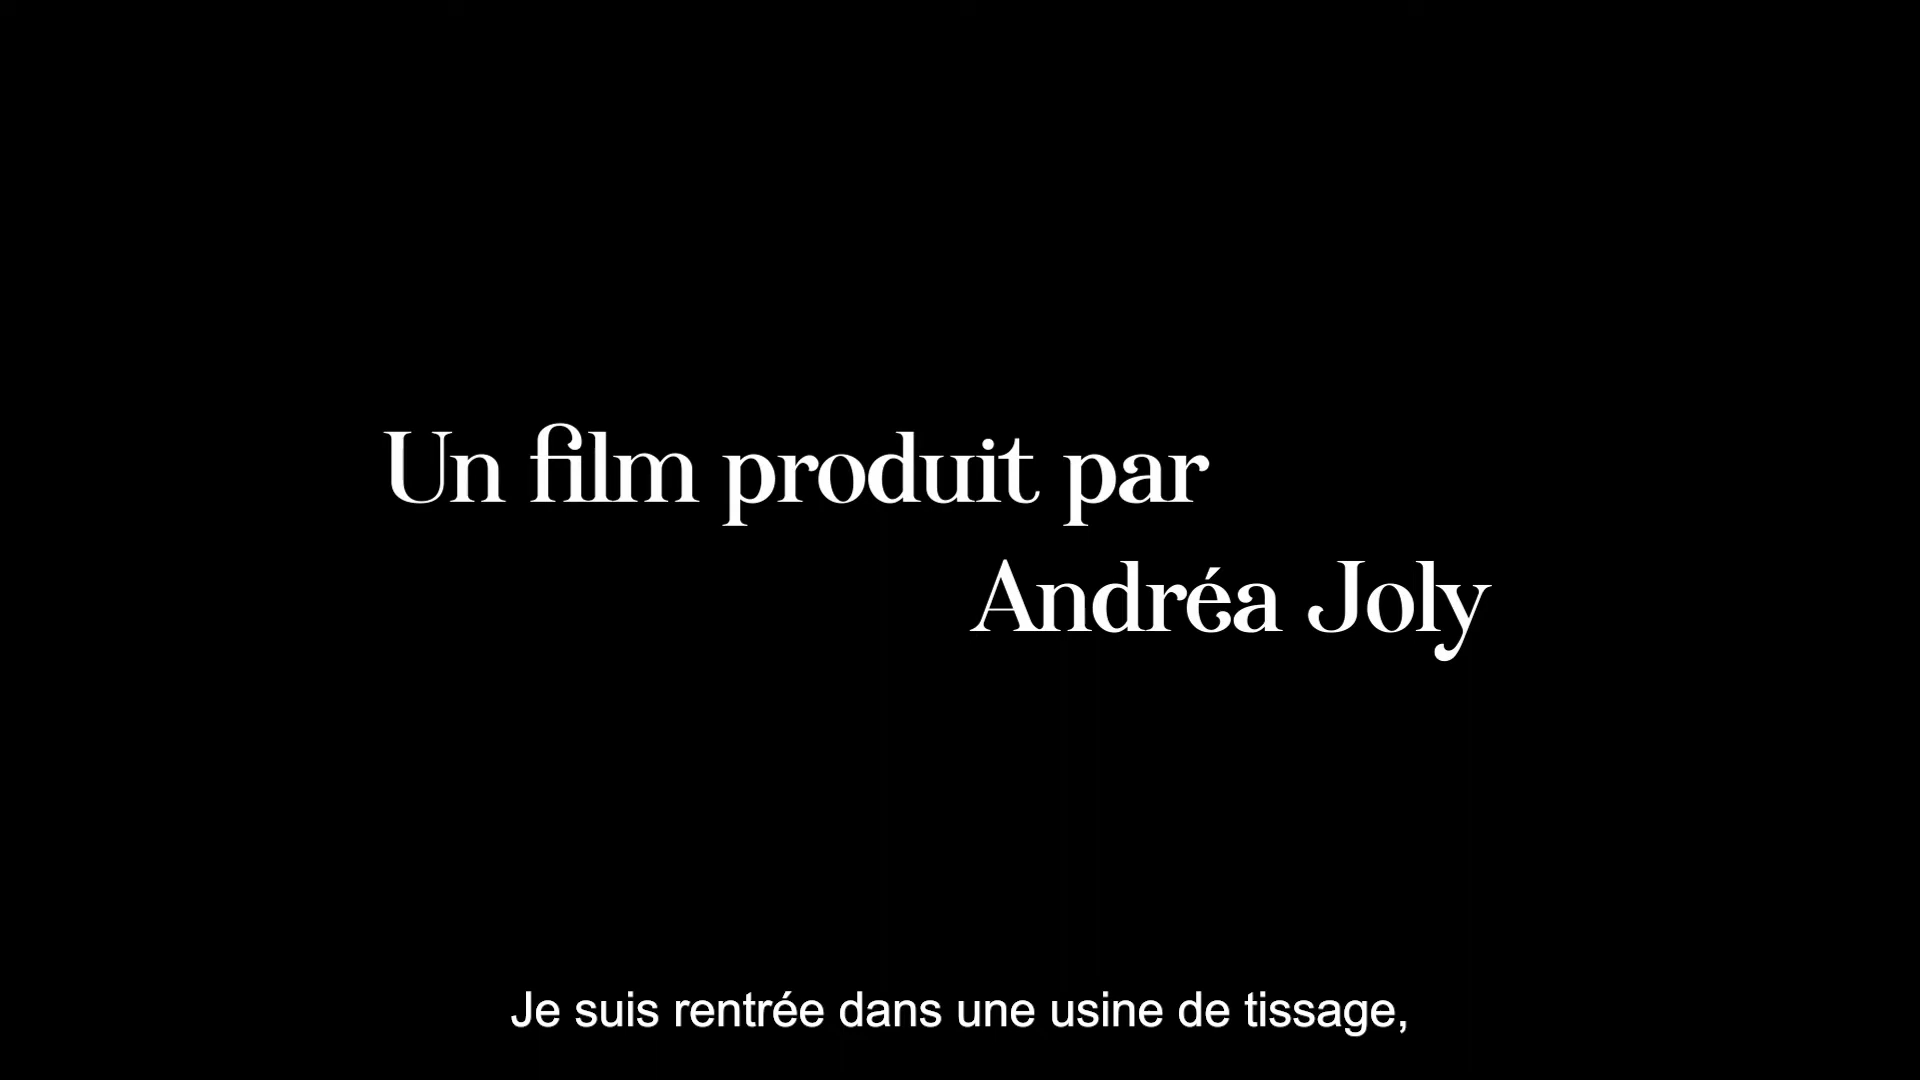 Un film produit par
Andréa Joly
Je suis rentrée dans une usine de tissage,